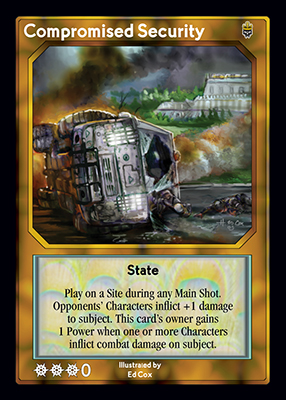 Compromised Security
State
Play on a Site during any Main Shot.
Opponents' Characters inflict +1 damage
to subject. This card's owner gains
1 Power when one or more Characters
inflict combat damage on subject.
Illustrated by
Ed Cox
0